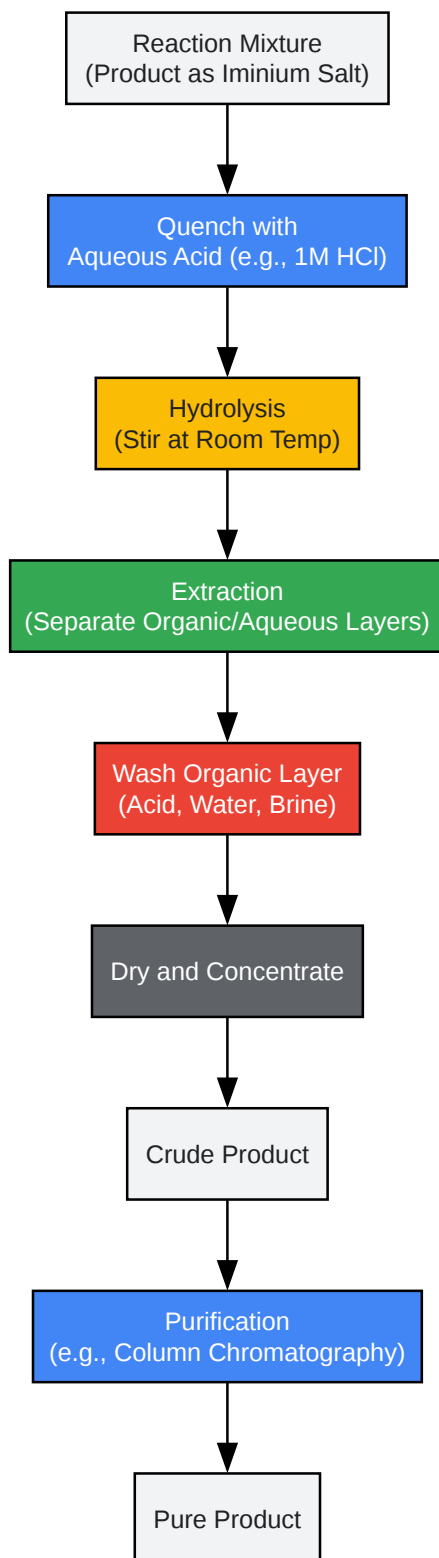 Reaction Mixture
(Product as Iminium Salt)
Quench with
Aqueous Acid (e.g., 1M HCl)
Hydrolysis
(Stir at Room Temp)
Extraction
(Separate Organic/Aqueous Layers)
Wash Organic Layer
(Acid, Water, Brine)
Dry and Concentrate
Crude Product
Purification
(e.g., Column Chromatography)
Pure Product